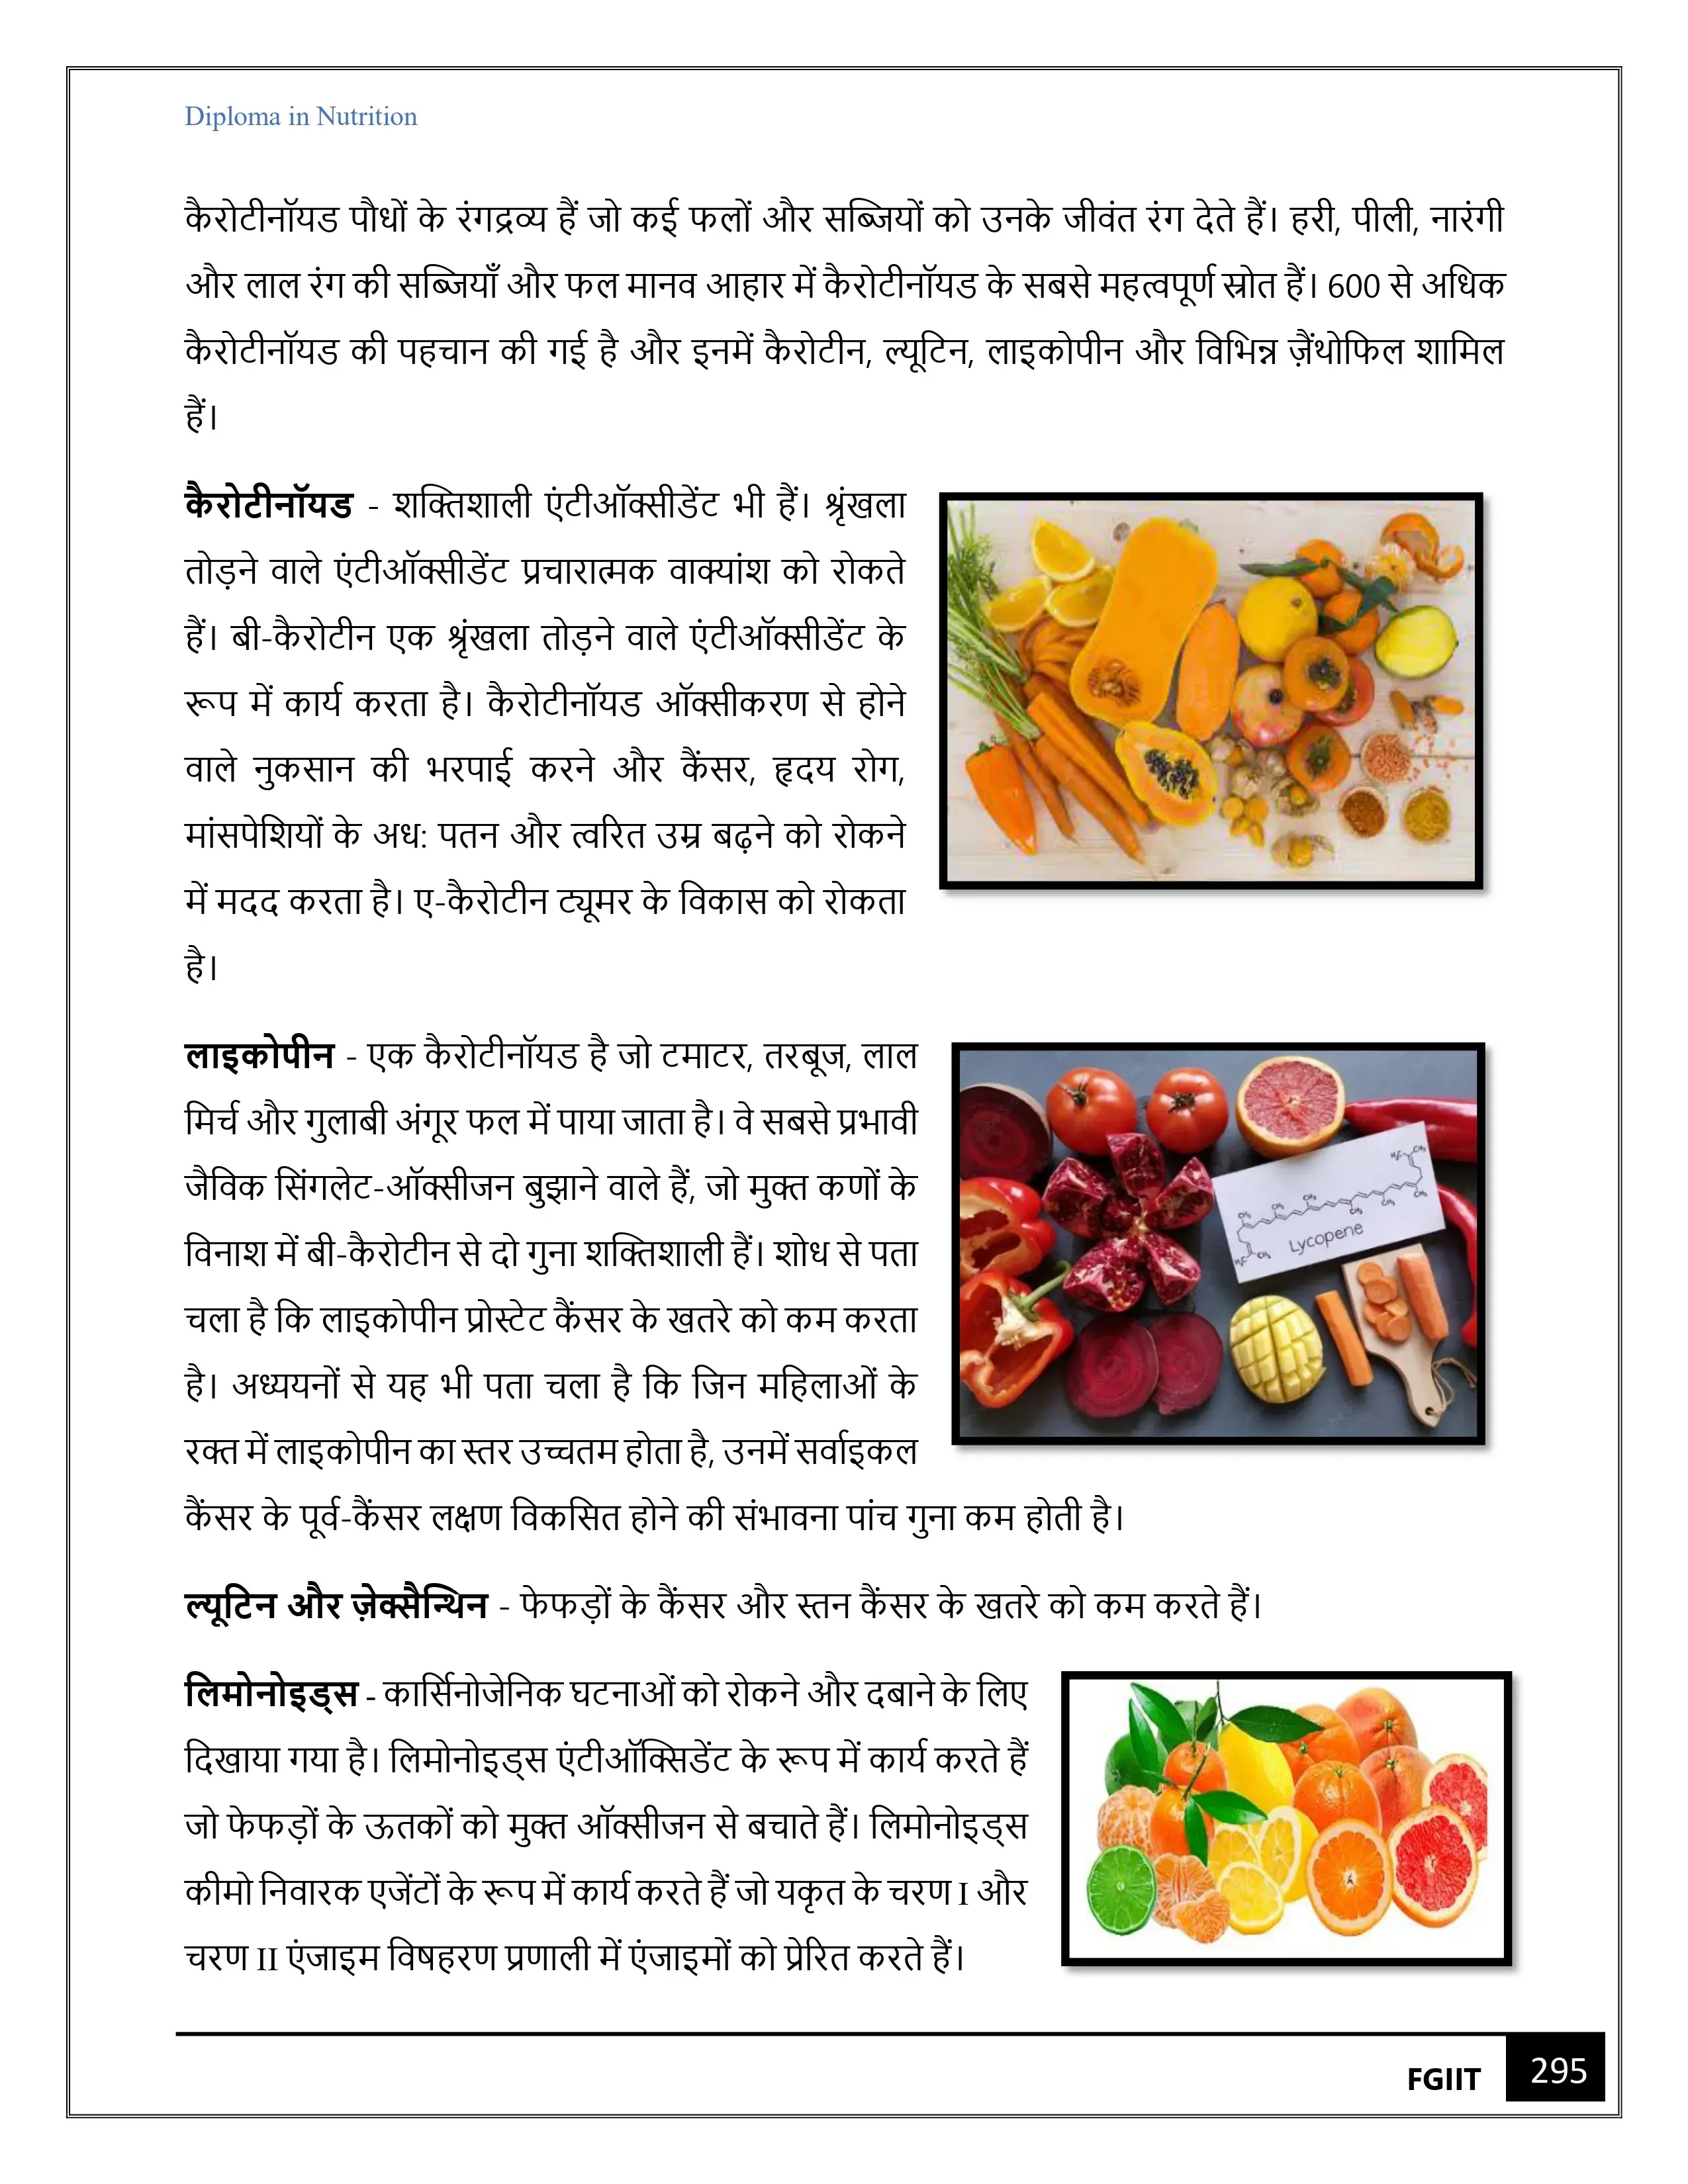 Diploma in Nutrition
कैरोटीनॉयड पौधों के रंगद्रव्य हैं जो कई फलों और सब्जियों को उनके जीवंत रंग देते हैं। हरी, पीली, नारंगी
और लाल रंग की सब्जियाँ और फल मानव आहार में कैरोटीनॉयड के सबसे महत्वपूर्ण स्रोत हैं। 600 से अधिक
कैरोटीनॉयड की पहचान की गई है और इनमें कैरोटीन, ल्यूटिन, लाइकोपीन और विभिन्न ज़ैंथोफिल शामिल
हैं।
कैरोटीनॉयड - शक्तिशाली एंटीऑक्सीडेंट भी हैं। श्रृंखला
तोड़ने वाले एंटीऑक्सीडेंट प्रचारात्मक वाक्यांश को रोकते
हैं। बी-कैरोटीन एक श्रृंखला तोड़ने वाले एंटीऑक्सीडेंट के
रूप में कार्य करता है। कैरोटीनॉयड ऑक्सीकरण से होने
वाले नुकसान की भरपाई करने और कैंसर, हृदय रोग,
मांसपेशियों के अध: पतन और त्वरित उम्र बढ़ने को रोकने
में मदद करता है। ए-कैरोटीन ट्यूमर के विकास को रोकता
है।
लाइकोपीन - एक कैरोटीनॉयड है जो टमाटर, तरबूज, लाल
मिर्च और गुलाबी अंगूर फल में पाया जाता है। वे सबसे प्रभावी
जैविक सिंगलेट-ऑक्सीजन बुझाने वाले हैं, जो मुक्त कणों के
विनाश में बी-कैरोटीन से दो गुना शक्तिशाली हैं। शोध से पता
चला है कि लाइकोपीन प्रोस्टेट कैंसर के खतरे को कम करता
है। अध्ययनों से यह भी पता चला है कि जिन महिलाओं के
रक्त में लाइकोपीन का स्तर उच्चतम होता है, उनमें सर्वाइकल
कैंसर के पूर्व-कैंसर लक्षण विकसित होने की संभावना पांच गुना कम होती है।
Lycopene
ल्यूटिन और ज़ेक्सैन्थिन - फेफड़ों के कैंसर और स्तन कैंसर के खतरे को कम करते हैं।
लिमोनोइड्स - कार्सिनोजेनिक घटनाओं को रोकने और दबाने के लिए
दिखाया गया है। लिमोनोइड्स एंटीऑक्सिडेंट के रूप में कार्य करते हैं
जो फेफड़ों के ऊतकों को मुक्त ऑक्सीजन से बचाते हैं। लिमोनोइड्स
कीमो निवारक एजेंटों के रूप में कार्य करते हैं जो यकृत के चरण I और
चरण II एंजाइम विषहरण प्रणाली में एंजाइमों को प्रेरित करते हैं।
FGIIT 295